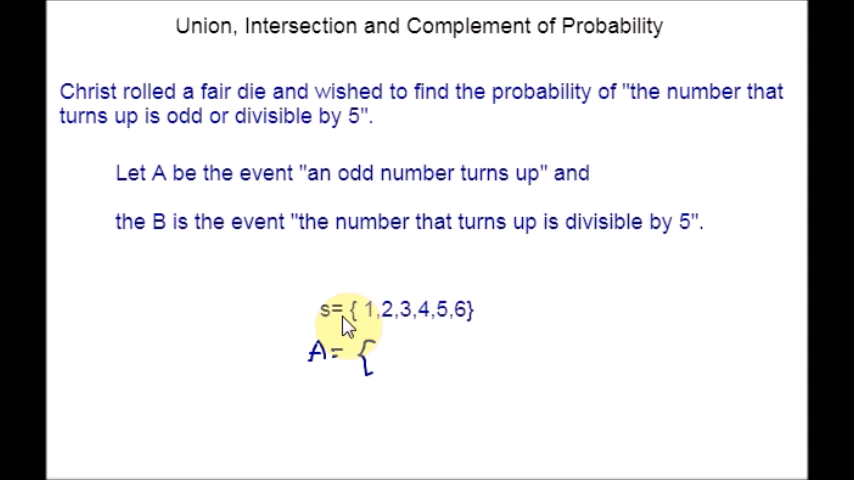 Union, Intersection and Complement of Probability
Christ rolled a fair die and wished to find the probability of "the number that
turns up is odd or divisible by 5".
Let A be the event "an odd number turns up" and
the B is the event "the number that turns up is divisible by 5".
s= { 1,2,3,4,5,6}
A= {